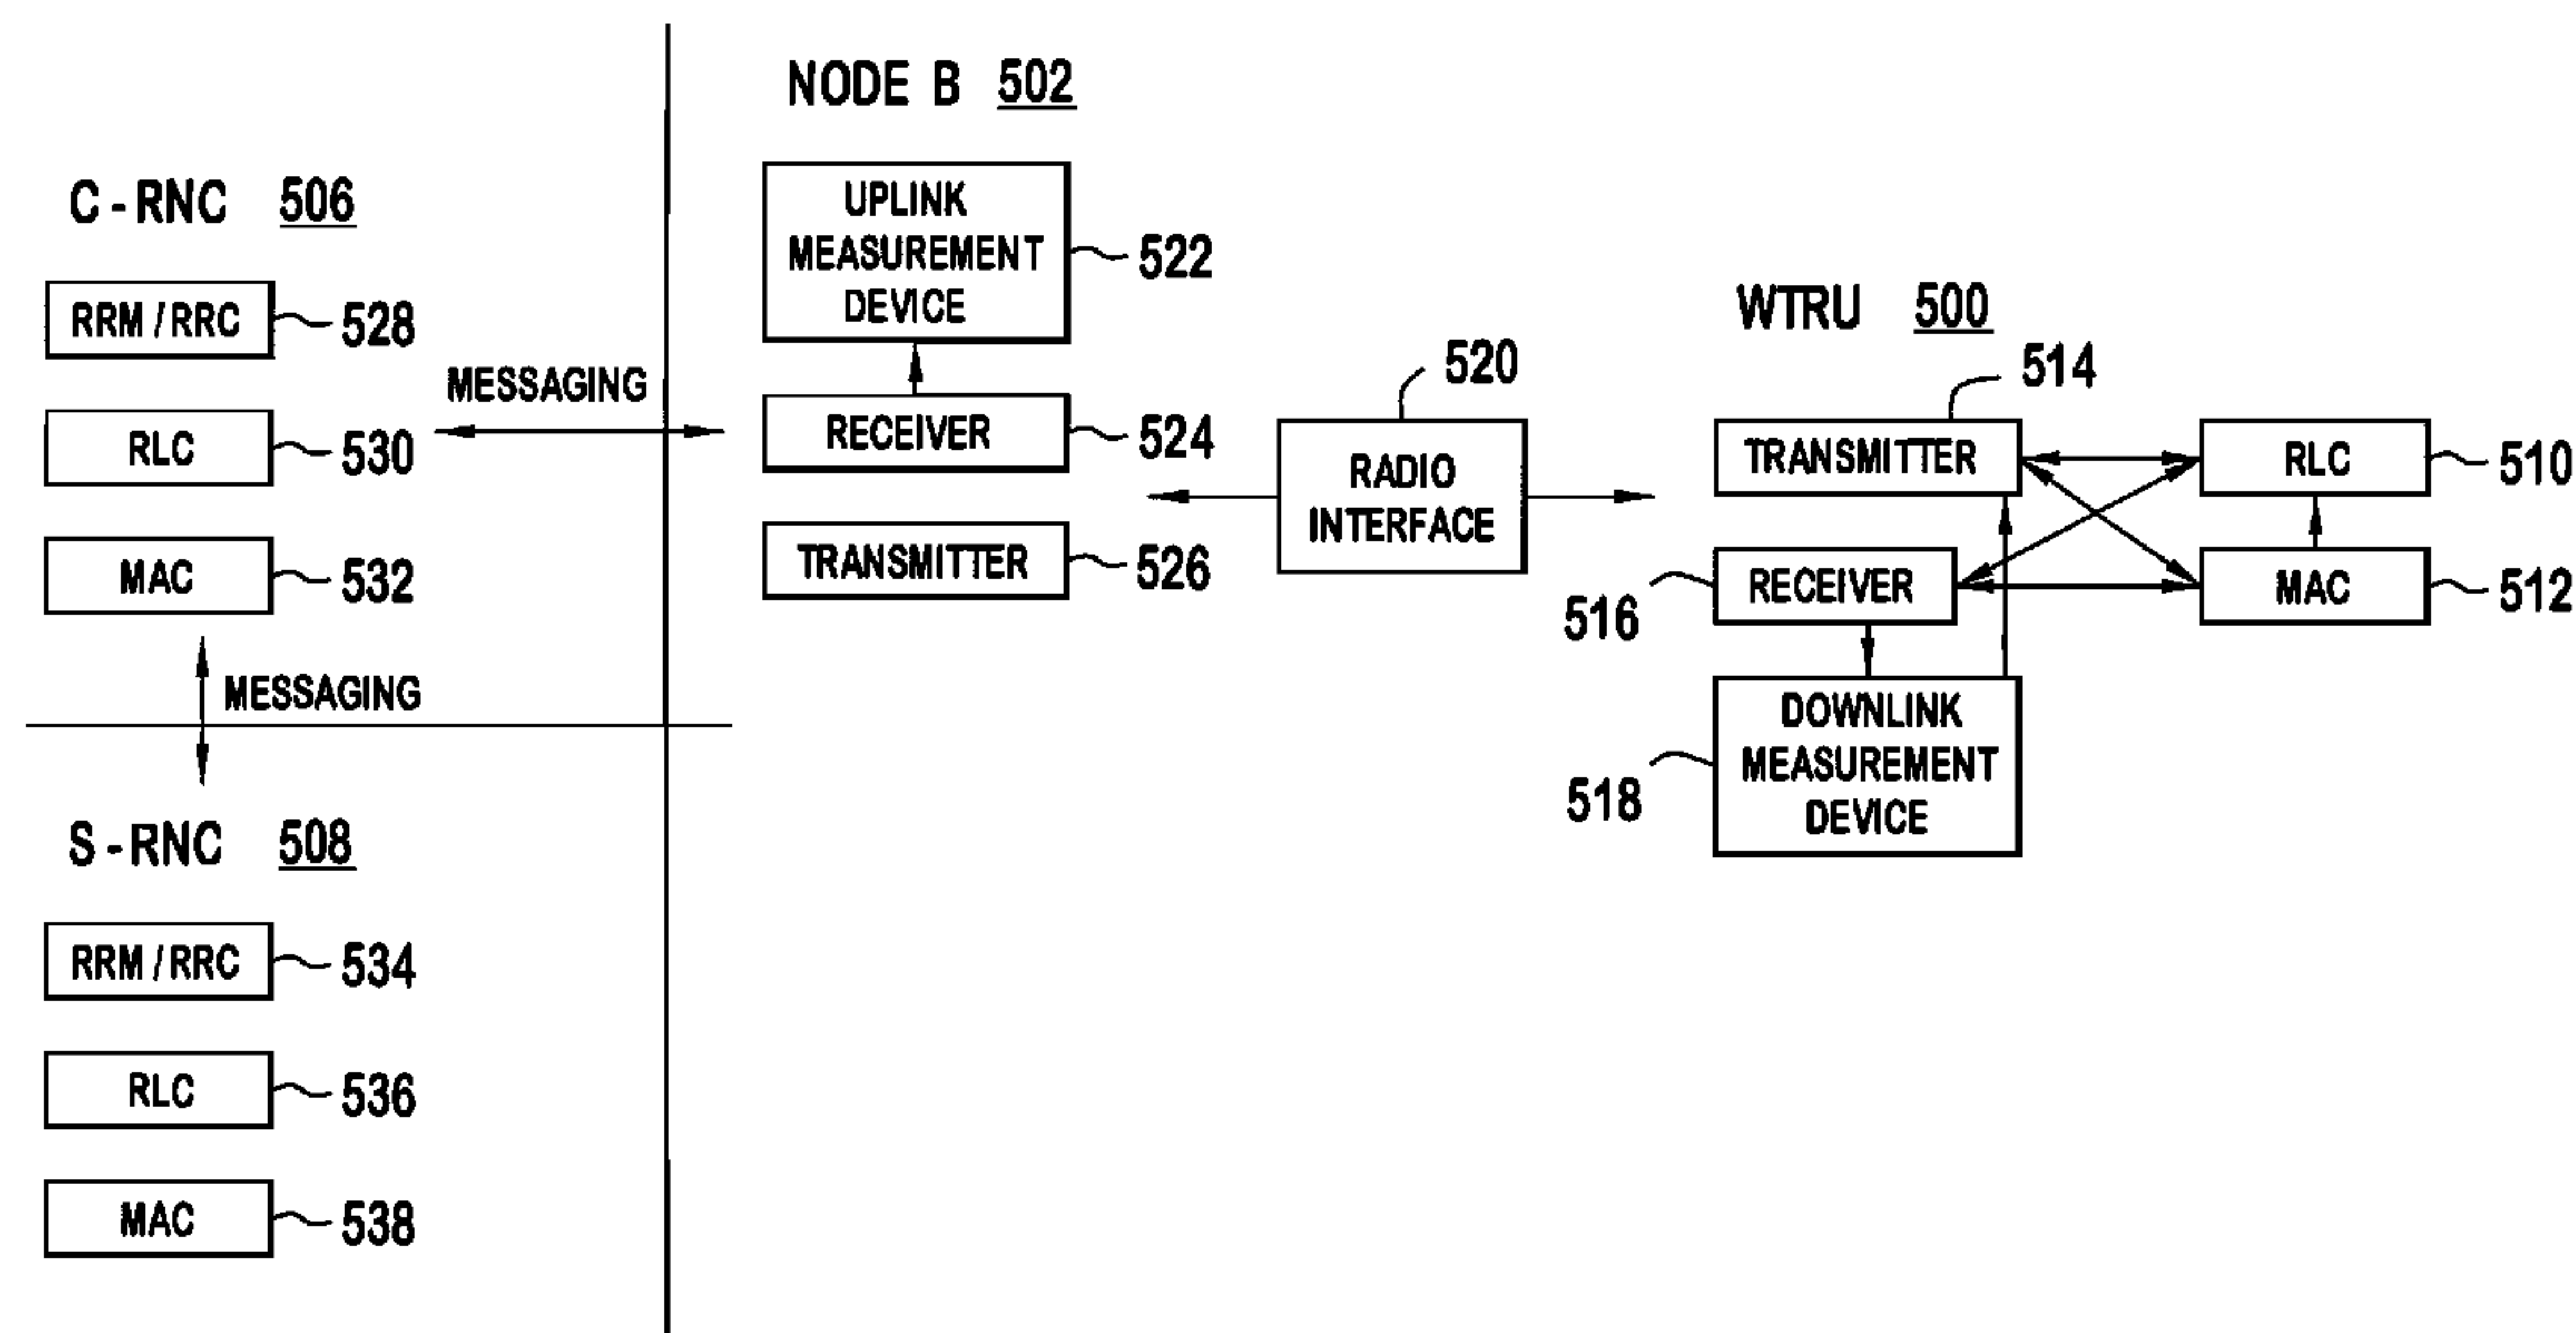 C - RNC 506
RRM / RRC 528
RLC 530
MAC 532
MESSAGING
MESSAGING
S - RNC 508
RRM / RRC 534
RLC 536
MAC 538
NODE B 502
UPLINK
MEASUREMENT
DEVICE
522
RECEIVER 524
TRANSMITTER 526
520
RADIO
INTERFACE
WTRU 500
514
TRANSMITTER
RLC 510
516
RECEIVER
MAC 512
518
DOWNLINK
MEASUREMENT
DEVICE